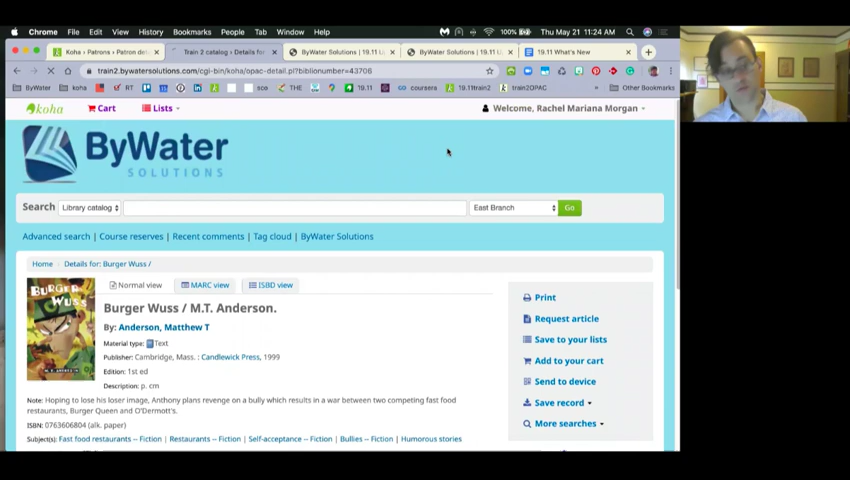 Chrome File Edit View History Bookmarks People Tab Window Help 100% Thu May 21 11:24 AM
Koha › Patrons › Patron det Train 2 catalog › Details for: ByWater Solutions | 19.11 ByWater Solutions | 19.11 19.11 What's New
train2.bywatersolutions.com/cgi-bin/koha/opac-detail.pl?biblionumber=43706
ByWater koha RT sco THE 19.11 coursera 19.11train2 train2OPAC Other Bookmarks
koha Cart Lists Welcome, Rachel Mariana Morgan
ByWater
SOLUTIONS
Search Library catalog East Branch Go
Advanced search | Course reserves | Recent comments | Tag cloud | ByWater Solutions
Home Details for: Burger Wuss /
Normal view MARC view ISBD view
BURGER
WUSS
Burger Wuss / M.T. Anderson.
By: Anderson, Matthew T
Material type: Text
Publisher: Cambridge, Mass. : Candlewick Press, 1999
Edition: 1st ed
Description: p. cm
Note: Hoping to lose his loser image, Anthony plans revenge on a bully which results in a war between two competing fast food
restaurants, Burger Queen and O'Dermott's.
ISBN: 0763606804 (alk. paper)
Subject(s): Fast food restaurants -- Fiction | Restaurants -- Fiction | Self-acceptance -- Fiction | Bullies -- Fiction | Humorous stories
Print
Request article
Save to your lists
Add to your cart
Send to device
Save record
More searches